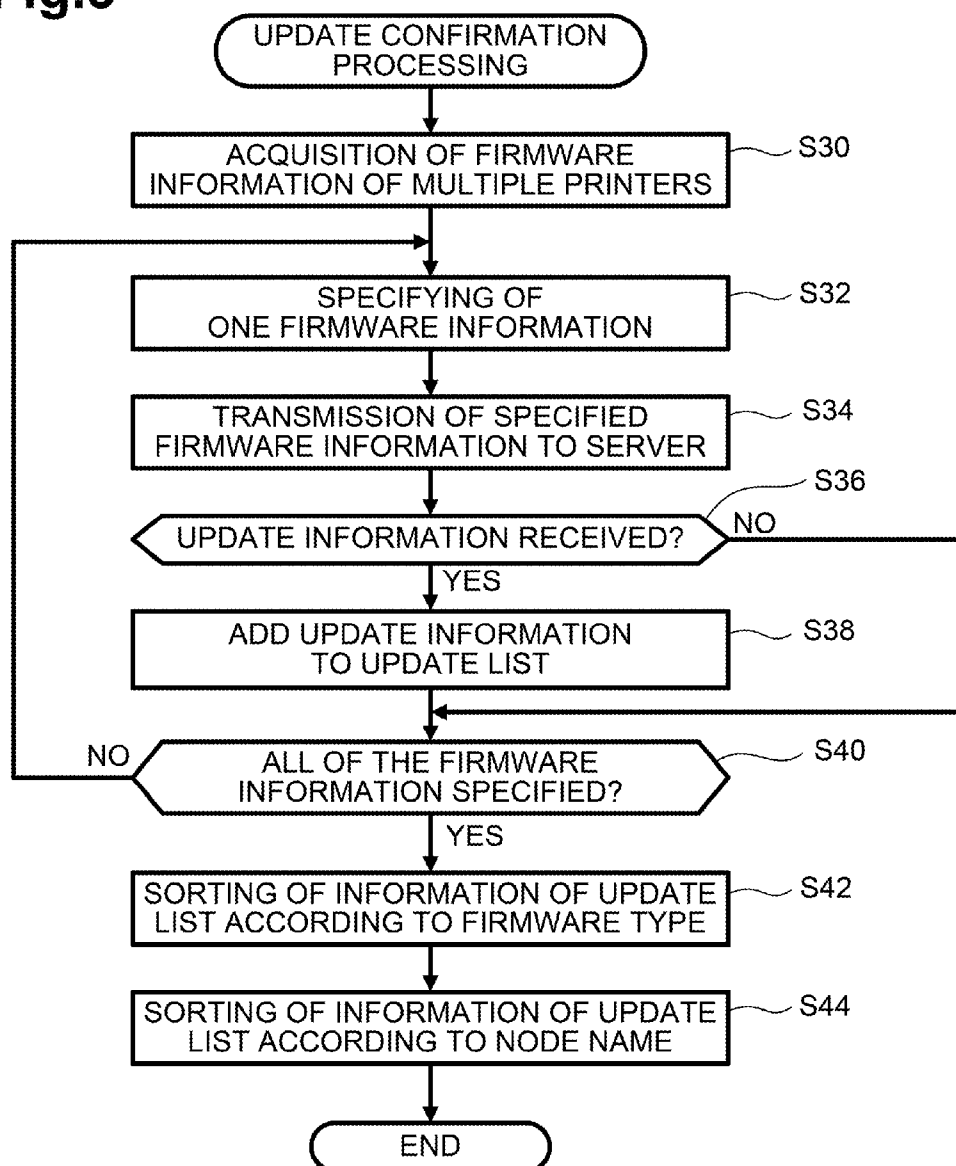 UPDATE CONFIRMATION
PROCESSING
ACQUISITION OF FIRMWARE
INFORMATION OF MULTIPLE PRINTERS
S30
SPECIFYING OF
ONE FIRMWARE INFORMATION
S32
TRANSMISSION OF SPECIFIED
FIRMWARE INFORMATION TO SERVER
S34
S36
UPDATE INFORMATION RECEIVED?
NO
YES
ADD UPDATE INFORMATION
TO UPDATE LIST
S38
NO
ALL OF THE FIRMWARE
INFORMATION SPECIFIED?
S40
YES
SORTING OF INFORMATION OF UPDATE
LIST ACCORDING TO FIRMWARE TYPE
S42
SORTING OF INFORMATION OF UPDATE
LIST ACCORDING TO NODE NAME
S44
END